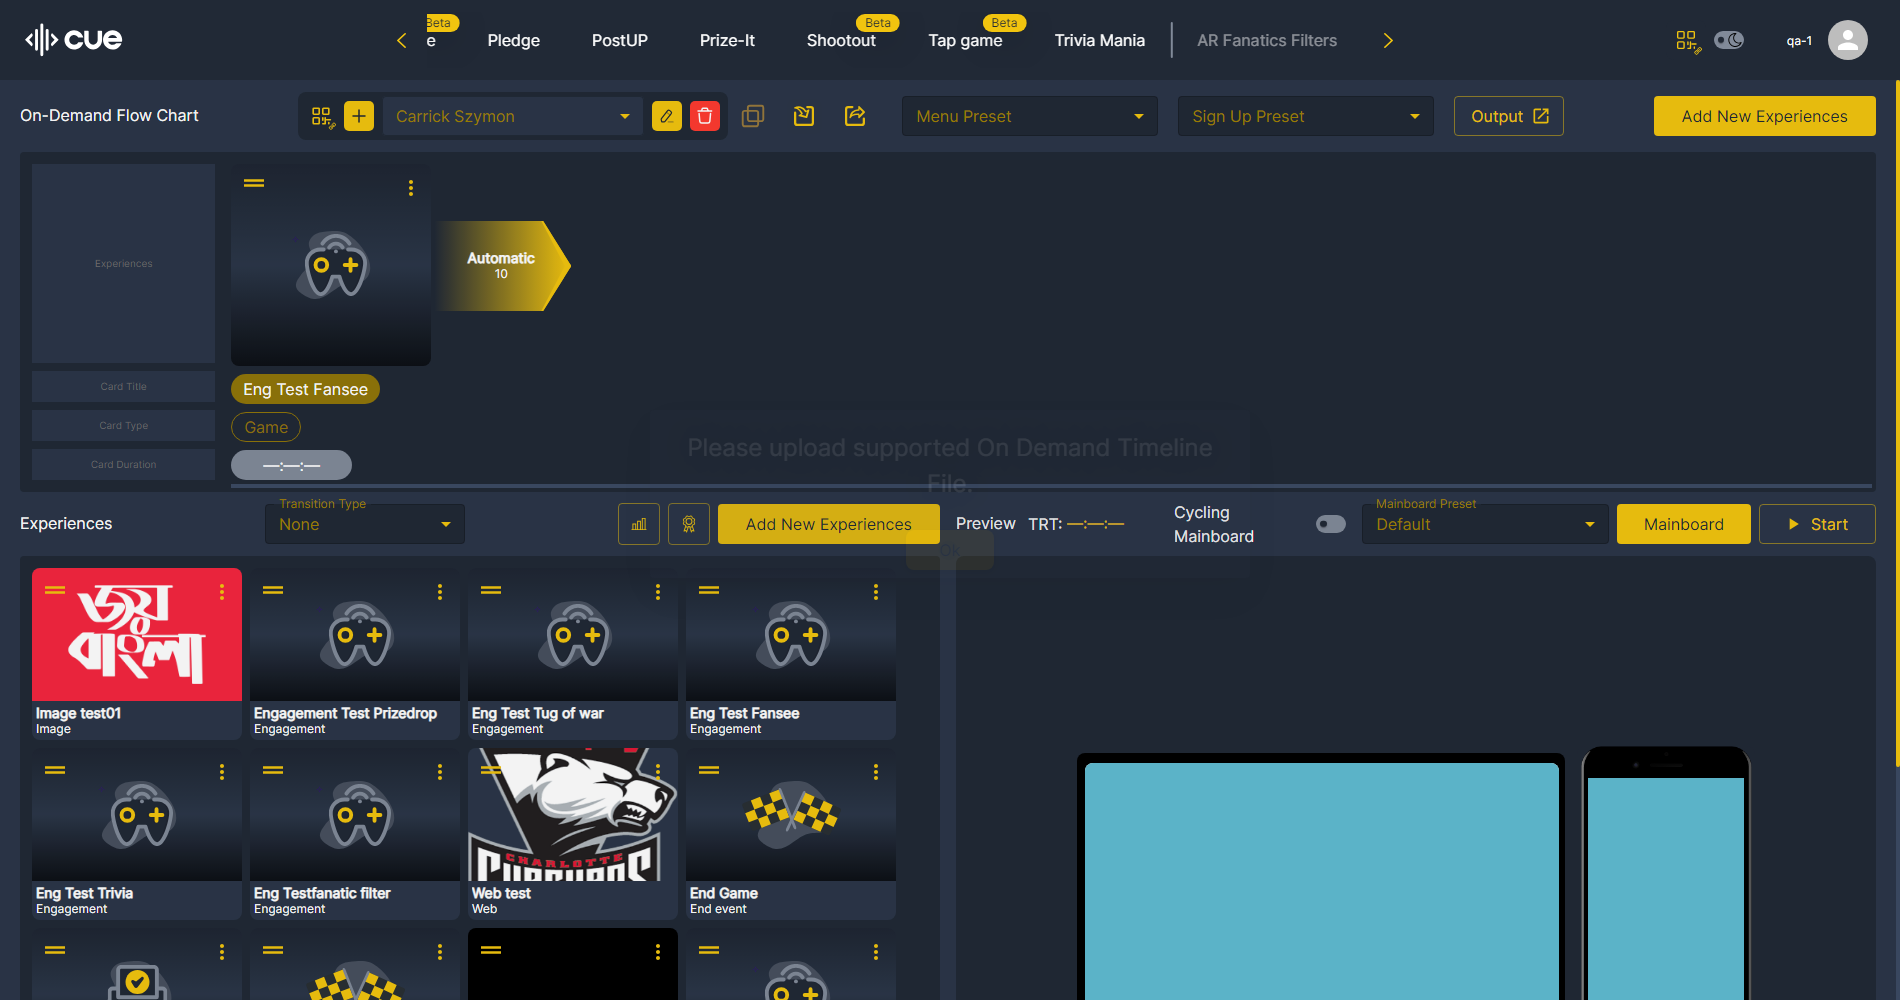 cue
e
Beta
Pledge
PostUP
Prize-It
Shootout
Beta
Tap game
Beta
Trivia Mania
AR Fanatics Filters
qa-1
On-Demand Flow Chart
Carrick Szymon
Menu Preset
Sign Up Preset
Output
Add New Experiences
Experiences
Automatic
10
Card Title
Eng Test Fansee
Card Type
Game
Card Duration
—:—:—
Please upload supported On Demand Timeline
File.
Ok
Experiences
Transition Type
None
Add New Experiences
Preview
TRT: —:—:—
Cycling
Mainboard
Mainboard Preset
Default
Mainboard
Start
জয়
বাংলা
Image test01
Image
Engagement Test Prizedrop
Engagement
Eng Test Tug of war
Engagement
Eng Test Fansee
Engagement
CHARLOTTE
Eng Test Trivia
Engagement
Eng Testfanatic filter
Engagement
Web test
Web
End Game
End event